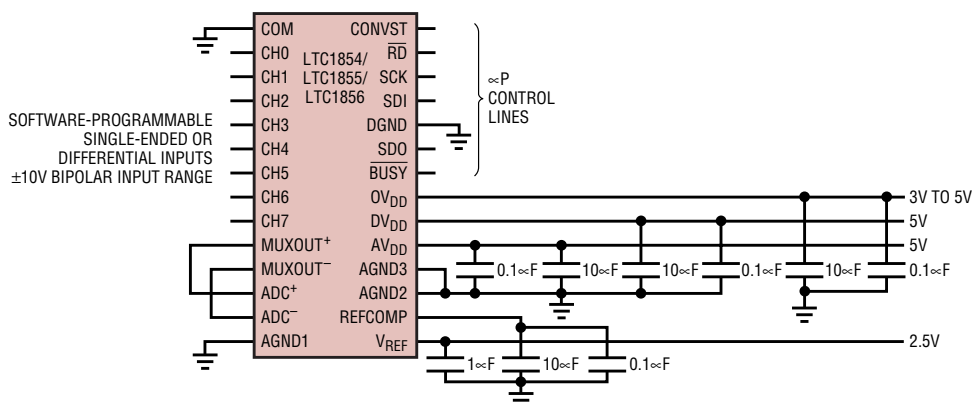 COM
CH0
CH1
CH2
CH3
CH4
CH5
CH6
CH7
MUXOUT+
MUXOUT−
ADC+
ADC−
AGND1
LTC1854/
LTC1855/
LTC1856
CONVST
R̅D̅
SCK
SDI
DGND
SDO
B̅U̅S̅Y̅
OVDD
DVDD
AVDD
AGND3
AGND2
REFCOMP
VREF
SOFTWARE-PROGRAMMABLE
SINGLE-ENDED OR
DIFFERENTIAL INPUTS
±10V BIPOLAR INPUT RANGE
∝P
CONTROL
LINES
3V TO 5V
5V
5V
0.1∝F
10∝F
10∝F
0.1∝F
10∝F
0.1∝F
2.5V
1∝F
10∝F
0.1∝F